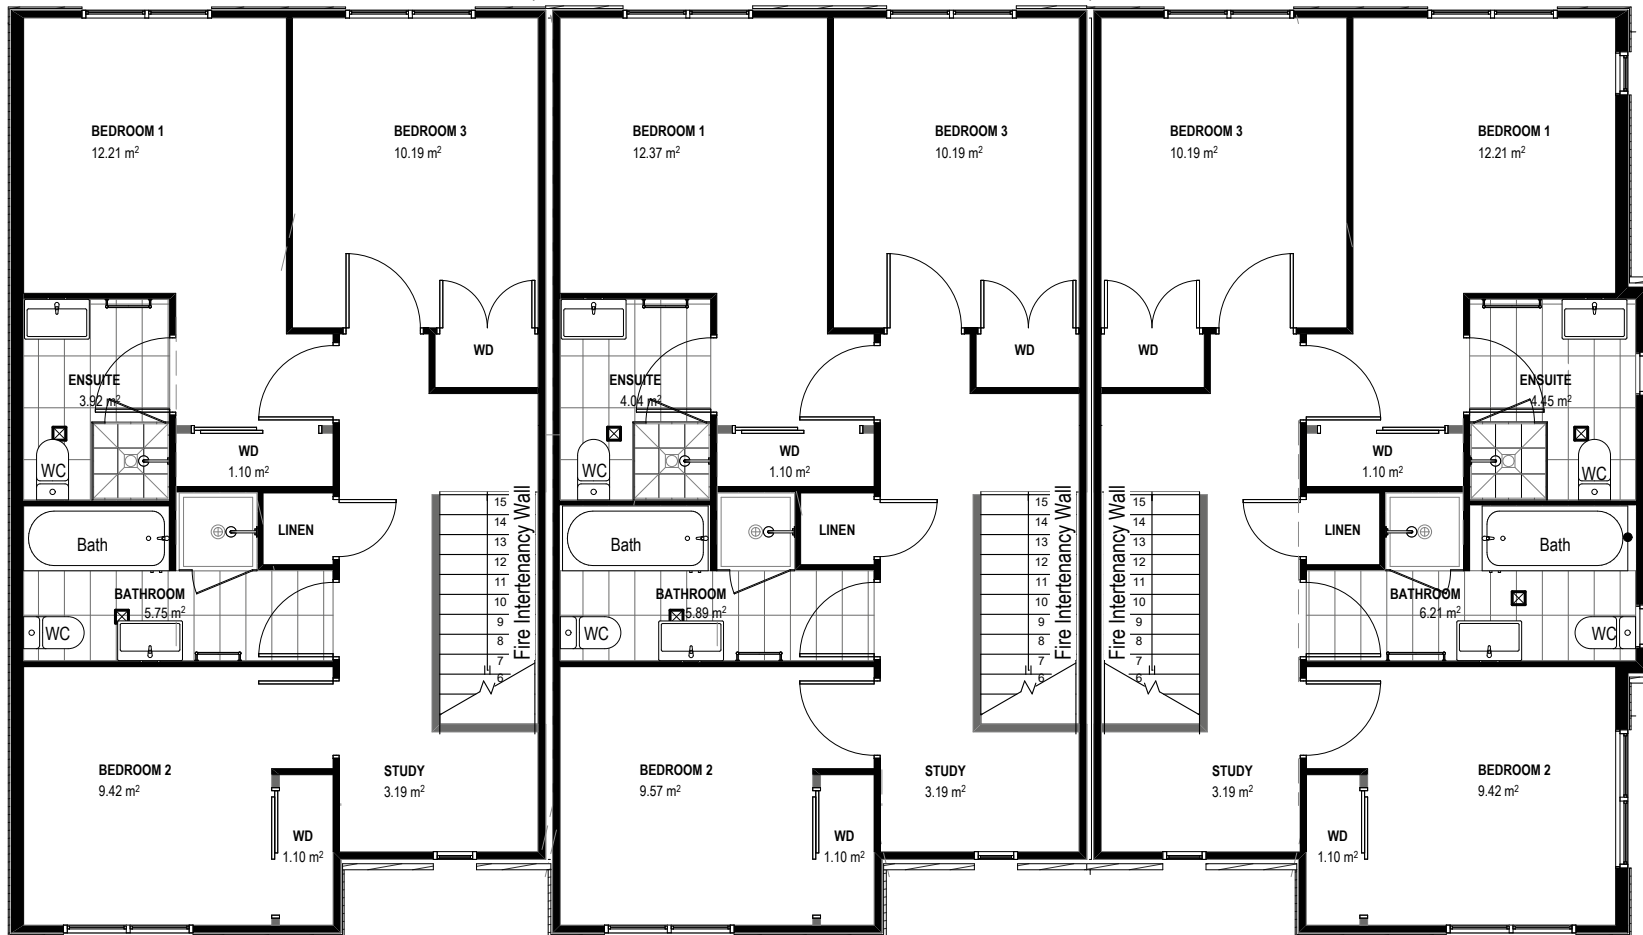 BEDROOM 1
12.21 m²
BEDROOM 3
10.19 m²
WD
ENSUITE
3.92 m²
WC
WD
1.10 m²
LINEN
Bath
BATHROOM
5.75 m²
WC
15
14
13
12
11
10
9
8
7
6
Fire Intertenancy Wall
BEDROOM 2
9.42 m²
WD
1.10 m²
STUDY
3.19 m²
BEDROOM 1
12.37 m²
BEDROOM 3
10.19 m²
WD
ENSUITE
4.04 m²
WC
WD
1.10 m²
LINEN
Bath
BATHROOM
5.89 m²
WC
15
14
13
12
11
10
9
8
7
6
Fire Intertenancy Wall
BEDROOM 2
9.57 m²
WD
1.10 m²
STUDY
3.19 m²
BEDROOM 3
10.19 m²
BEDROOM 1
12.21 m²
WD
ENSUITE
4.45 m²
WC
WD
1.10 m²
LINEN
Bath
BATHROOM
6.21 m²
WC
Fire Intertenancy Wall
15
14
13
12
11
10
9
8
7
6
STUDY
3.19 m²
BEDROOM 2
9.42 m²
WD
1.10 m²